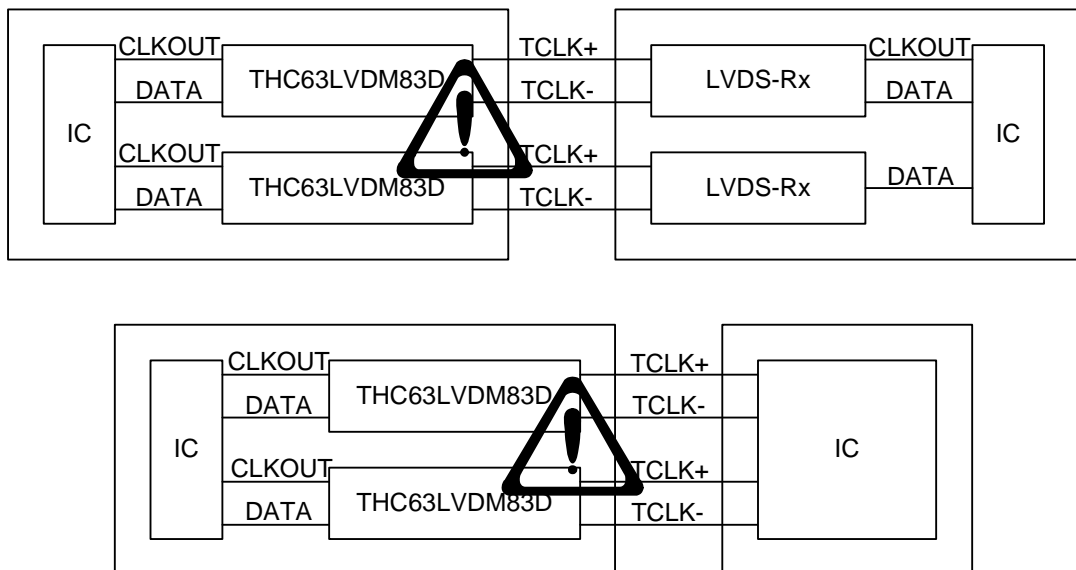 CLKOUT TCLK+ CLKOUT
THC63LVDM83D LVDS-Rx
DATA TCLK- DATA
IC IC
CLKOUT TCLK+
THC63LVDM83D LVDS-Rx DATA
DATA TCLK-
CLKOUT TCLK+
THC63LVDM83D
DATA TCLK-
IC IC
CLKOUT TCLK+
THC63LVDM83D
DATA TCLK-